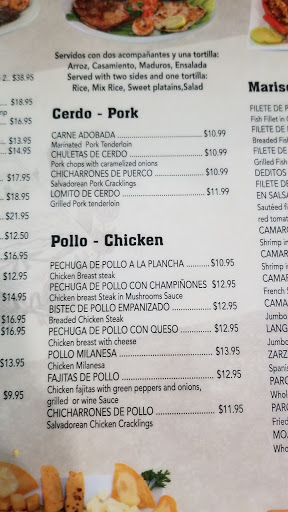 Servidos con dos acompañantes y una tortilla:
Arroz, Casamiento, Maduros, Ensalada
Served with two sides and one tortilla:
Rice, Mix Rice, Sweet platains,Salad
$38.95
$18.95
$16.95
$13.95
$14.95
$17.95
$18.95
$21.95
$12.50
$16.95
$12.95
$14.95
$16.95
$16.95
$13.95
$9.95
Cerdo - Pork
CARNE ADOBADA $10.99
Marinated Pork Tenderloin
CHULETAS DE CERDO $10.99
Pork chops with caramelized onions
CHICHARRONES DE PUERCO $10.99
Salvadorean Pork Cracklings
LOMITO DE CERDO $11.99
Grilled Pork tenderloin
Pollo - Chicken
PECHUGA DE POLLO A LA PLANCHA $10.95
Chicken Breast steak
PECHUGA DE POLLO CON CHAMPIÑONES $12.95
Chicken breast Steak in Mushrooms Sauce
BISTEC DE POLLO EMPANIZADO $12.95
Breaded Chicken Steak
PECHUGA DE POLLO CON QUESO $12.95
Chicken breast with cheese
POLLO MILANESA $13.95
Chicken Milanesa
FAJITAS DE POLLO $12.95
Chicken fajitas with green peppers and onions,
grilled or wine Sauce
CHICHARRONES DE POLLO $11.95
Salvadorean Chicken Cracklings
Marisc
FILETE DE P
Fish Fillet in
FILETE DE
Breaded Fish
FILETE DE
Grilled Fish
DEDITOS
FILETE DE
EN SALSA
Sautéed f
red tomat
CAMAR
Shrimp i
CAMAR
Shrimp in
CAMA
French S
CAMA
Jumbo
LANG
Jumbo
ZARZ
Spanis
PARG
Whol
PARC
Fried
MOJ
Who